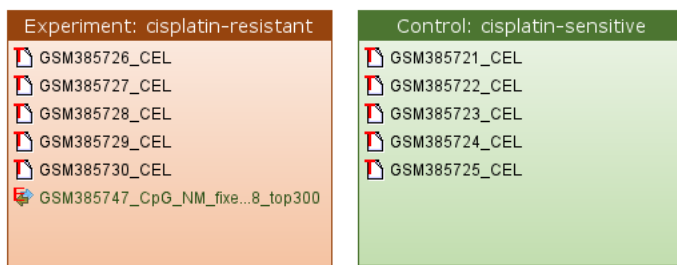 Experiment: cisplatin-resistant
GSM385726_CEL
GSM385727_CEL
GSM385728_CEL
GSM385729_CEL
GSM385730_CEL
GSM385747_CpG_NM_fixe...8_top300
Control: cisplatin-sensitive
GSM385721_CEL
GSM385722_CEL
GSM385723_CEL
GSM385724_CEL
GSM385725_CEL